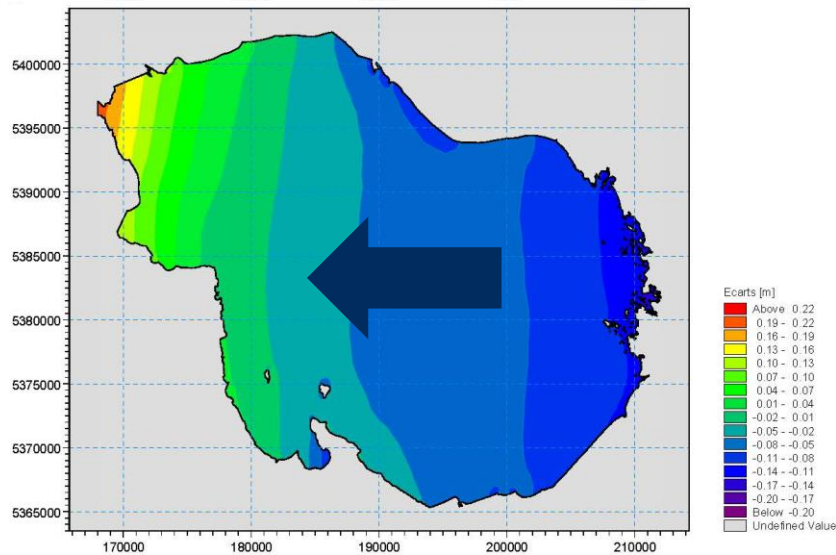 5400000
5395000
5390000
5385000
5380000
5375000
5370000
5365000
170000 180000 190000 200000 210000
Ecarts [m]
Above 0.22
0.19 - 0.22
0.16 - 0.19
0.13 - 0.16
0.10 - 0.13
0.07 - 0.10
0.04 - 0.07
0.01 - 0.04
-0.02 - 0.01
-0.05 - -0.02
-0.08 - -0.05
-0.11 - -0.08
-0.14 - -0.11
-0.17 - -0.14
-0.20 - -0.17
Below -0.20
Undefined Value